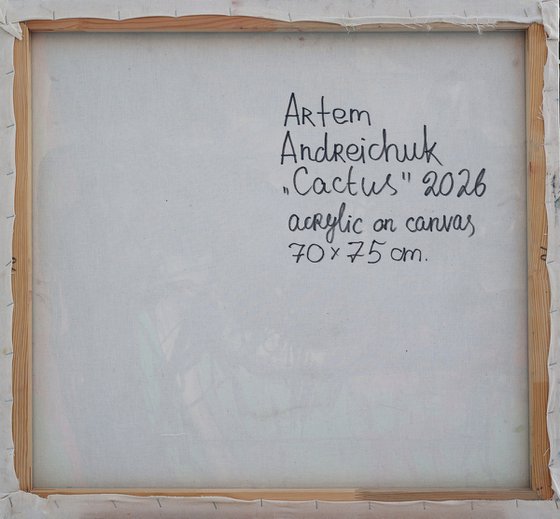 Artem
Andreichuk
„Cactus" 2026
acrylic on canvas,
70 x 75 cm.